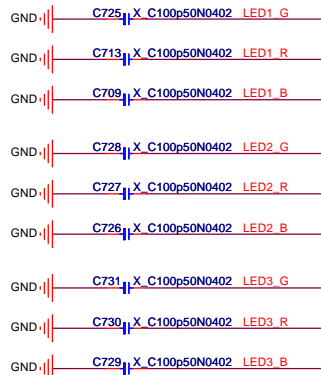 GND C725 X_C100p50N0402 LED1_G
GND C713 X_C100p50N0402 LED1_R
GND C709 X_C100p50N0402 LED1_B
GND C728 X_C100p50N0402 LED2_G
GND C727 X_C100p50N0402 LED2_R
GND C726 X_C100p50N0402 LED2_B
GND C731 X_C100p50N0402 LED3_G
GND C730 X_C100p50N0402 LED3_R
GND C729 X_C100p50N0402 LED3_B